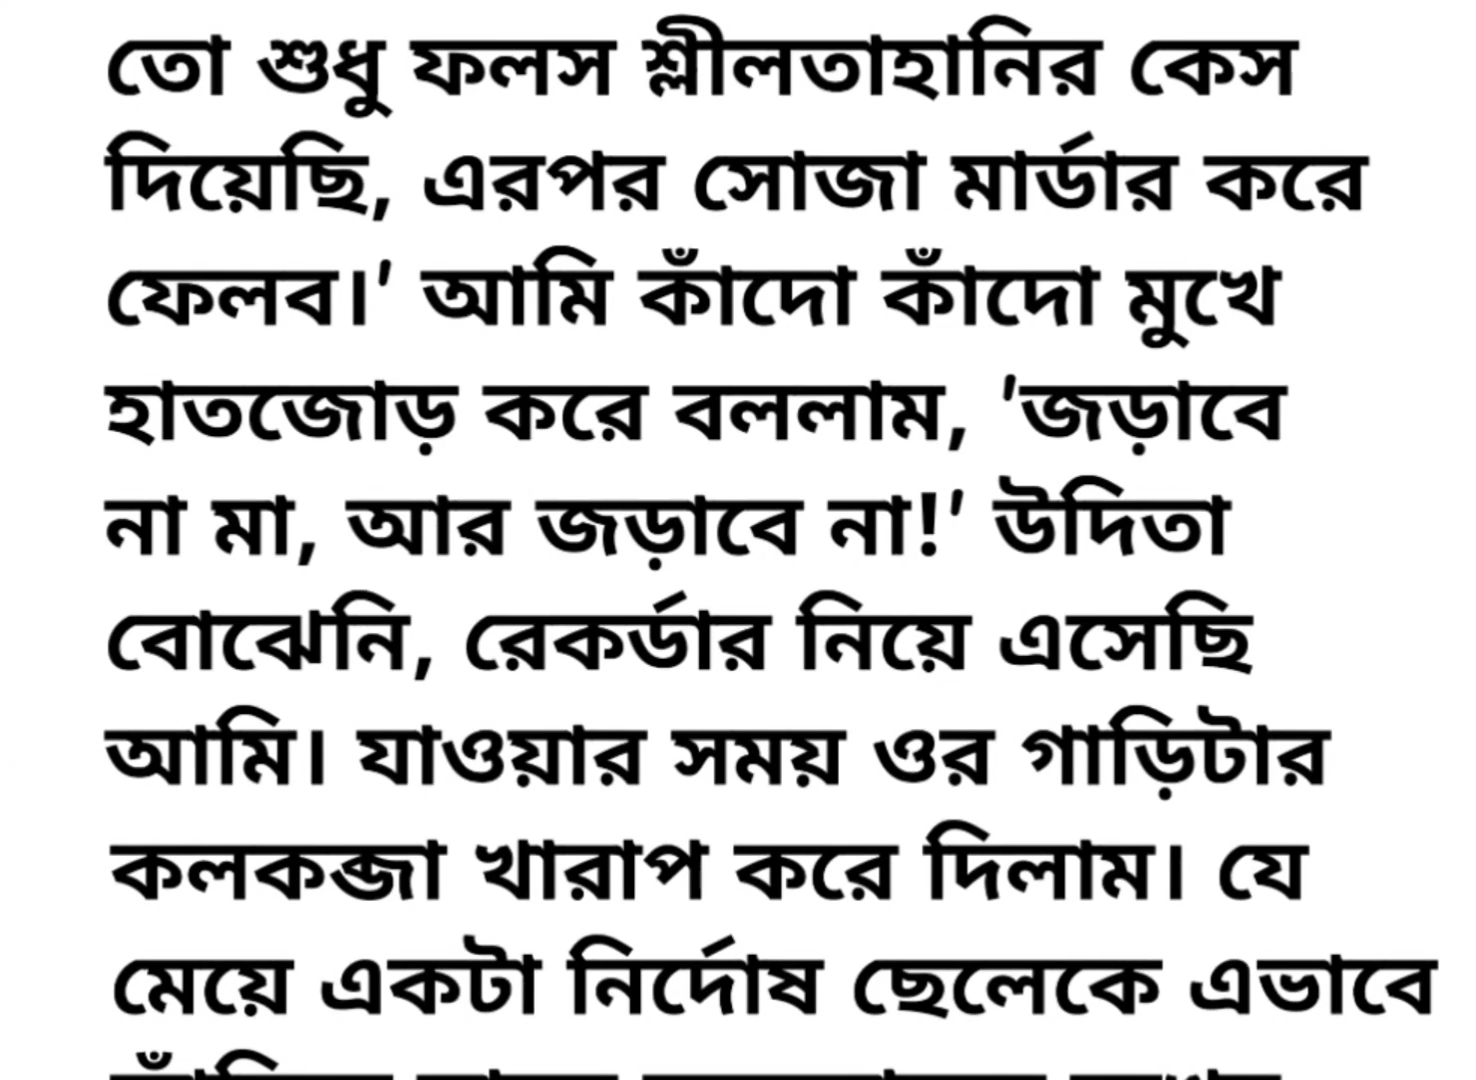 তো শুধু ফলস শ্লীলতাহানির কেস
দিয়েছি, এরপর সোজা মার্ডার করে
ফেলব।' আমি কাঁদো কাঁদো মুখে
হাতজোড় করে বললাম, 'জড়াবে
না মা, আর জড়াবে না!' উদিতা
বোঝেনি, রেকর্ডার নিয়ে এসেছি
আমি। যাওয়ার সময় ওর গাড়িটার
কলকব্জা খারাপ করে দিলাম। যে
মেয়ে একটা নির্দোষ ছেলেকে এভাবে